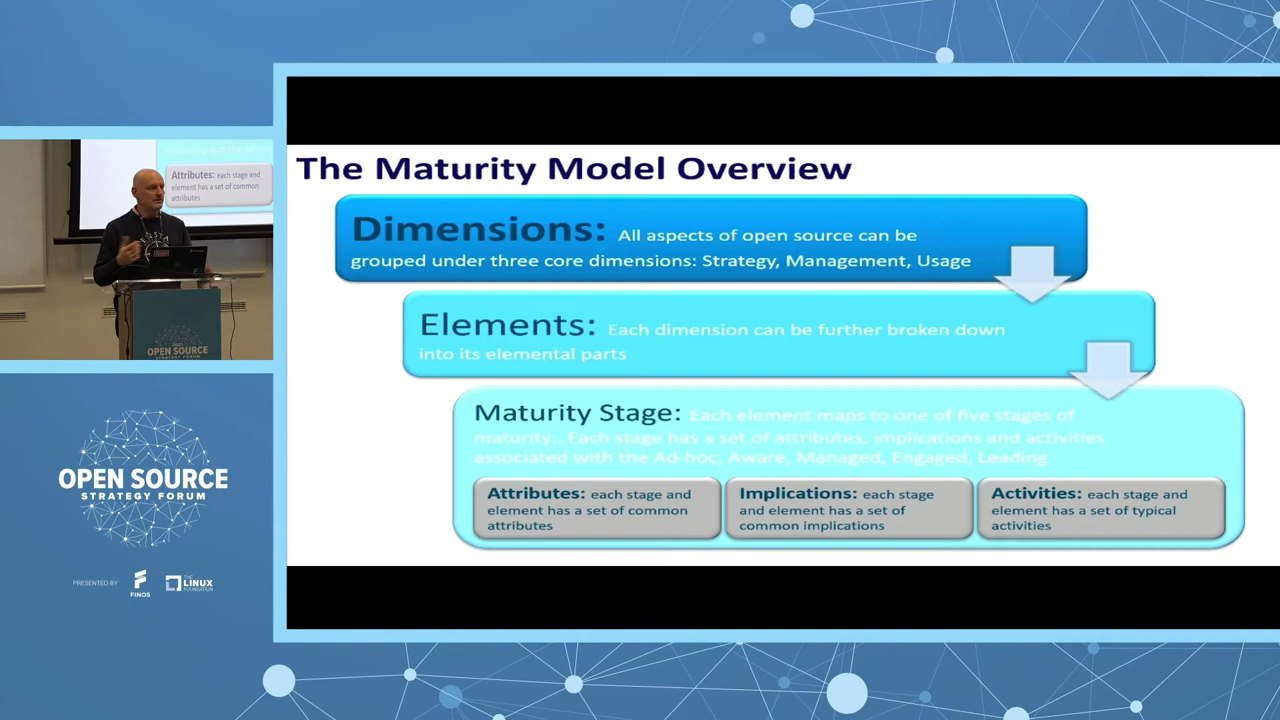 The Maturity Model Overview
Dimensions: All aspects of open source can be
grouped under three core dimensions: Strategy, Management, Usage
Elements: Each dimension can be further broken down
into its elemental parts
Maturity Stage: Each element maps to one of five stages of
maturity.. Each stage has a set of attributes, implications and activities
associated with the Ad-hoc, Aware, Managed, Engaged, Leading
Attributes: each stage and
element has a set of common
attributes
Implications: each stage
and element has a set of
common implications
Activities: each stage and
element has a set of typical
activities
Attributes: each stage and
element has a set of common
attributes
2021
OPEN SOURCE
STRATEGY FORUM
OPEN SOURCE
STRATEGY FORUM
PRESENTED BY
FINOS
THE
LINUX
FOUNDATION